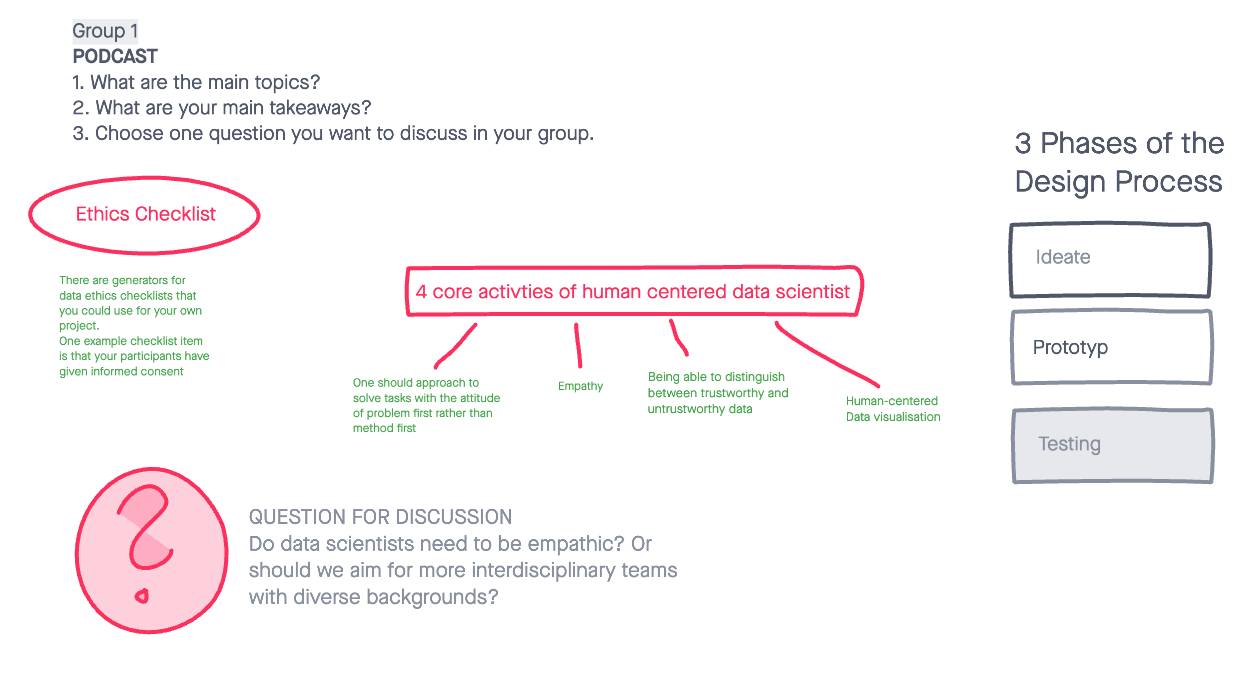 Group 1
PODCAST
1. What are the main topics?
2. What are your main takeaways?
3. Choose one question you want to discuss in your group.
3 Phases of the
Design Process
Ethics Checklist
Ideate
There are generators for
data ethics checklists that
you could use for your own
project.
One example checklist item
is that your participants have
given informed consent
4 core activties of human centered data scientist
Prototyp
One should approach to
solve tasks with the attitude
of problem first rather than
method first
Empathy
Being able to distinguish
between trustworthy and
untrustworthy data
Human-centered
Data visualisation
Testing
QUESTION FOR DISCUSSION
Do data scientists need to be empathic? Or
should we aim for more interdisciplinary teams
with diverse backgrounds?